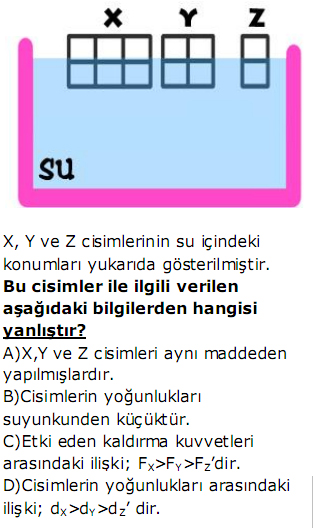 X Y Z
su
X, Y ve Z cisimlerinin su içindeki
konumları yukarıda gösterilmiştir.
Bu cisimler ile ilgili verilen
aşağıdaki bilgilerden hangisi
yanlıştır?
A)X,Y ve Z cisimleri aynı maddeden
yapılmışlardır.
B)Cisimlerin yoğunlukları
suyunkunden küçüktür.
C)Etki eden kaldırma kuvvetleri
arasındaki ilişki; Fx>Fy>Fz'dir.
D)Cisimlerin yoğunlukları arasındaki
ilişki; dx>dy>dz' dir.